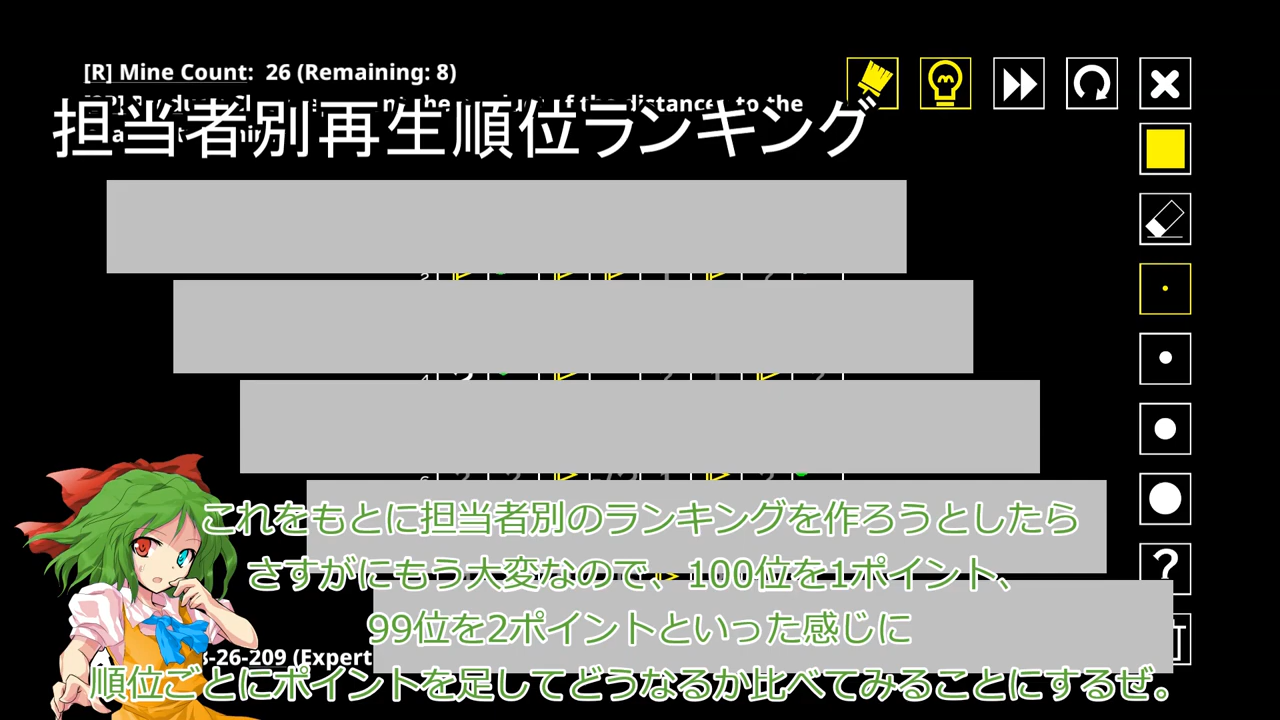 [R] Mine Count: 26 (Remaining: 8)
担当者別再生順位ランキング
これをもとに担当者別のランキングを作ろうとしたら
さすがにもう大変なので、100位を1ポイント、
99位を2ポイントといった感じに
-26-209 (Expert
順位ごとにポイントを足してどうなるか比べてみることにするぜ。